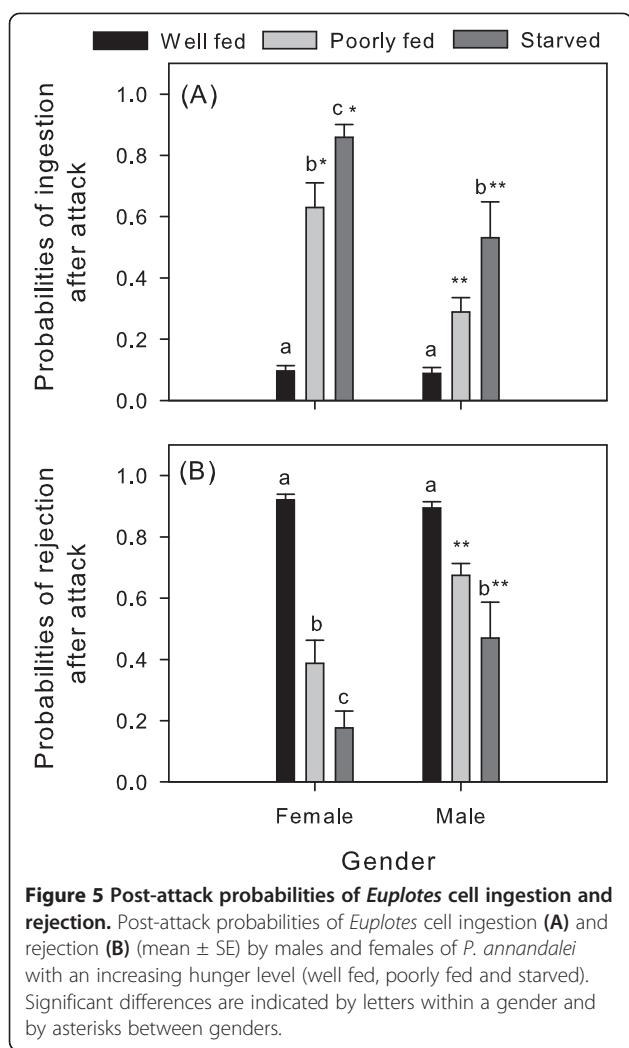 Well fed Poorly fed Starved
(A)
Probabilities of ingestion
after attack
1.0
0.8
0.6
0.4
0.2
0.0
a
b*
c *
a
**
b**
(B)
Probabilities of rejection
after attack
1.0
0.8
0.6
0.4
0.2
0.0
a
b
c
a
**
b**
Female Male
Gender
Figure 5 Post-attack probabilities of Euplotes cell ingestion and
rejection. Post-attack probabilities of Euplotes cell ingestion (A) and
rejection (B) (mean ± SE) by males and females of P. annandalei
with an increasing hunger level (well fed, poorly fed and starved).
Significant differences are indicated by letters within a gender and
by asterisks between genders.